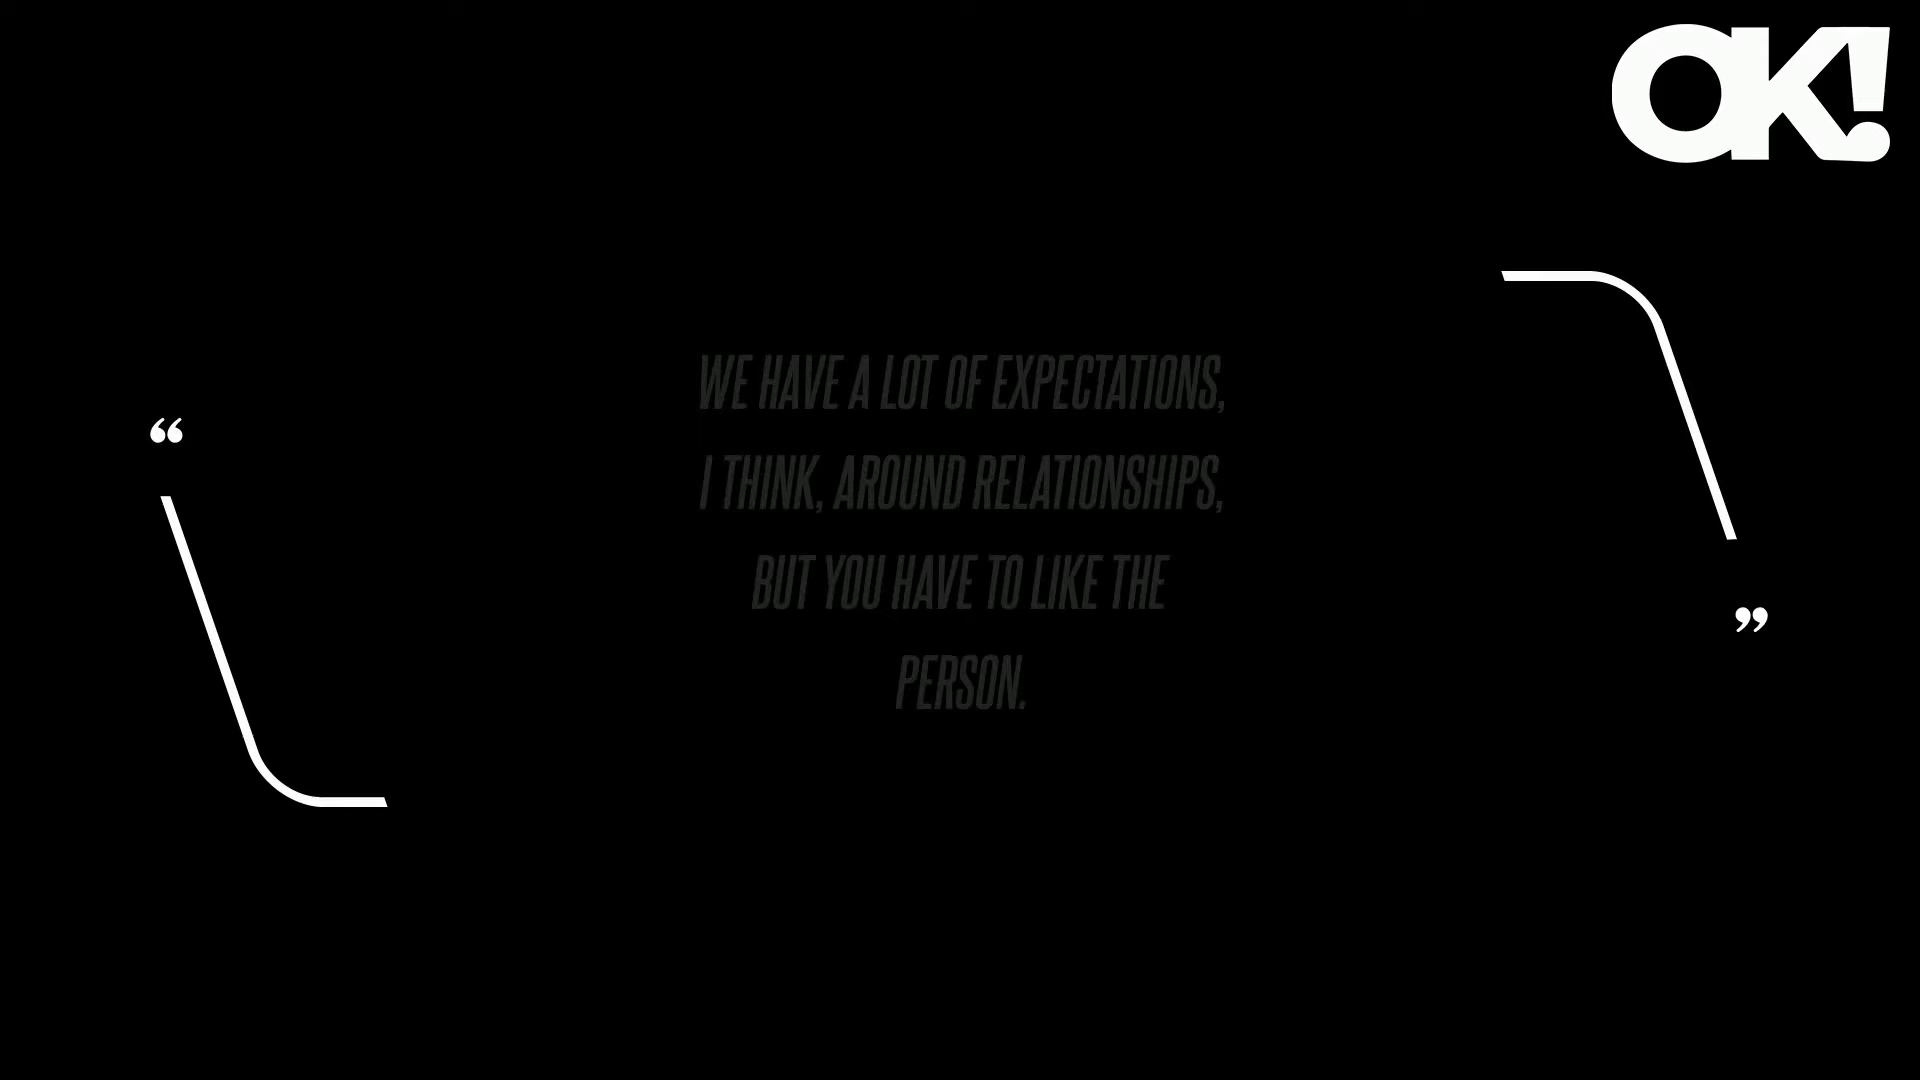 OK!
“
WE HAVE A LOT OF EXPECTATIONS,
I THINK, AROUND RELATIONSHIPS,
BUT YOU HAVE TO LIKE THE
PERSON.
”